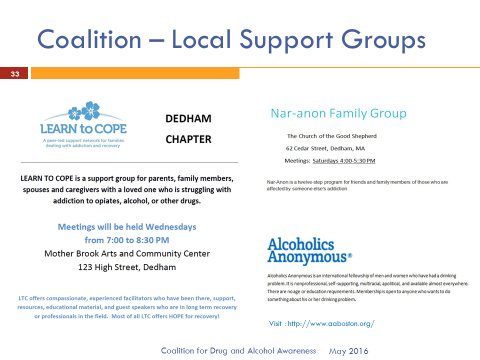 Coalition – Local Support Groups
33
LEARN to COPE
A peer-led support network for families
dealing with addiction and recovery
DEDHAM
CHAPTER
LEARN TO COPE is a support group for parents, family members,
spouses and caregivers with a loved one who is struggling with
addiction to opiates, alcohol, or other drugs.
Meetings will be held Wednesdays
from 7:00 to 8:30 PM
Mother Brook Arts and Community Center
123 High Street, Dedham
LTC offers compassionate, experienced facilitators who have been there, support,
resources, educational material, and guest speakers who are in long term recovery
or professionals in the field. Most of all LTC offers HOPE for recovery!
Nar-anon Family Group
The Church of the Good Shepherd
62 Cedar Street, Dedham, MA
Meetings: Saturdays 4:00-5:30 PM
Nar-Anon is a twelve-step program for friends and family members of those who are
affected by someone else's addiction
Alcoholics
Anonymous®
Alcoholics Anonymous is an international fellowship of men and women who have had a drinking
problem. It is nonprofessional, self-supporting, multiracial, apolitical, and available almost everywhere.
There are no age or education requirements. Membership is open to anyone who wants to do
something about his or her drinking problem.
Visit : http://www.aaboston.org/
Coalition for Drug and Alcohol Awareness May 2016